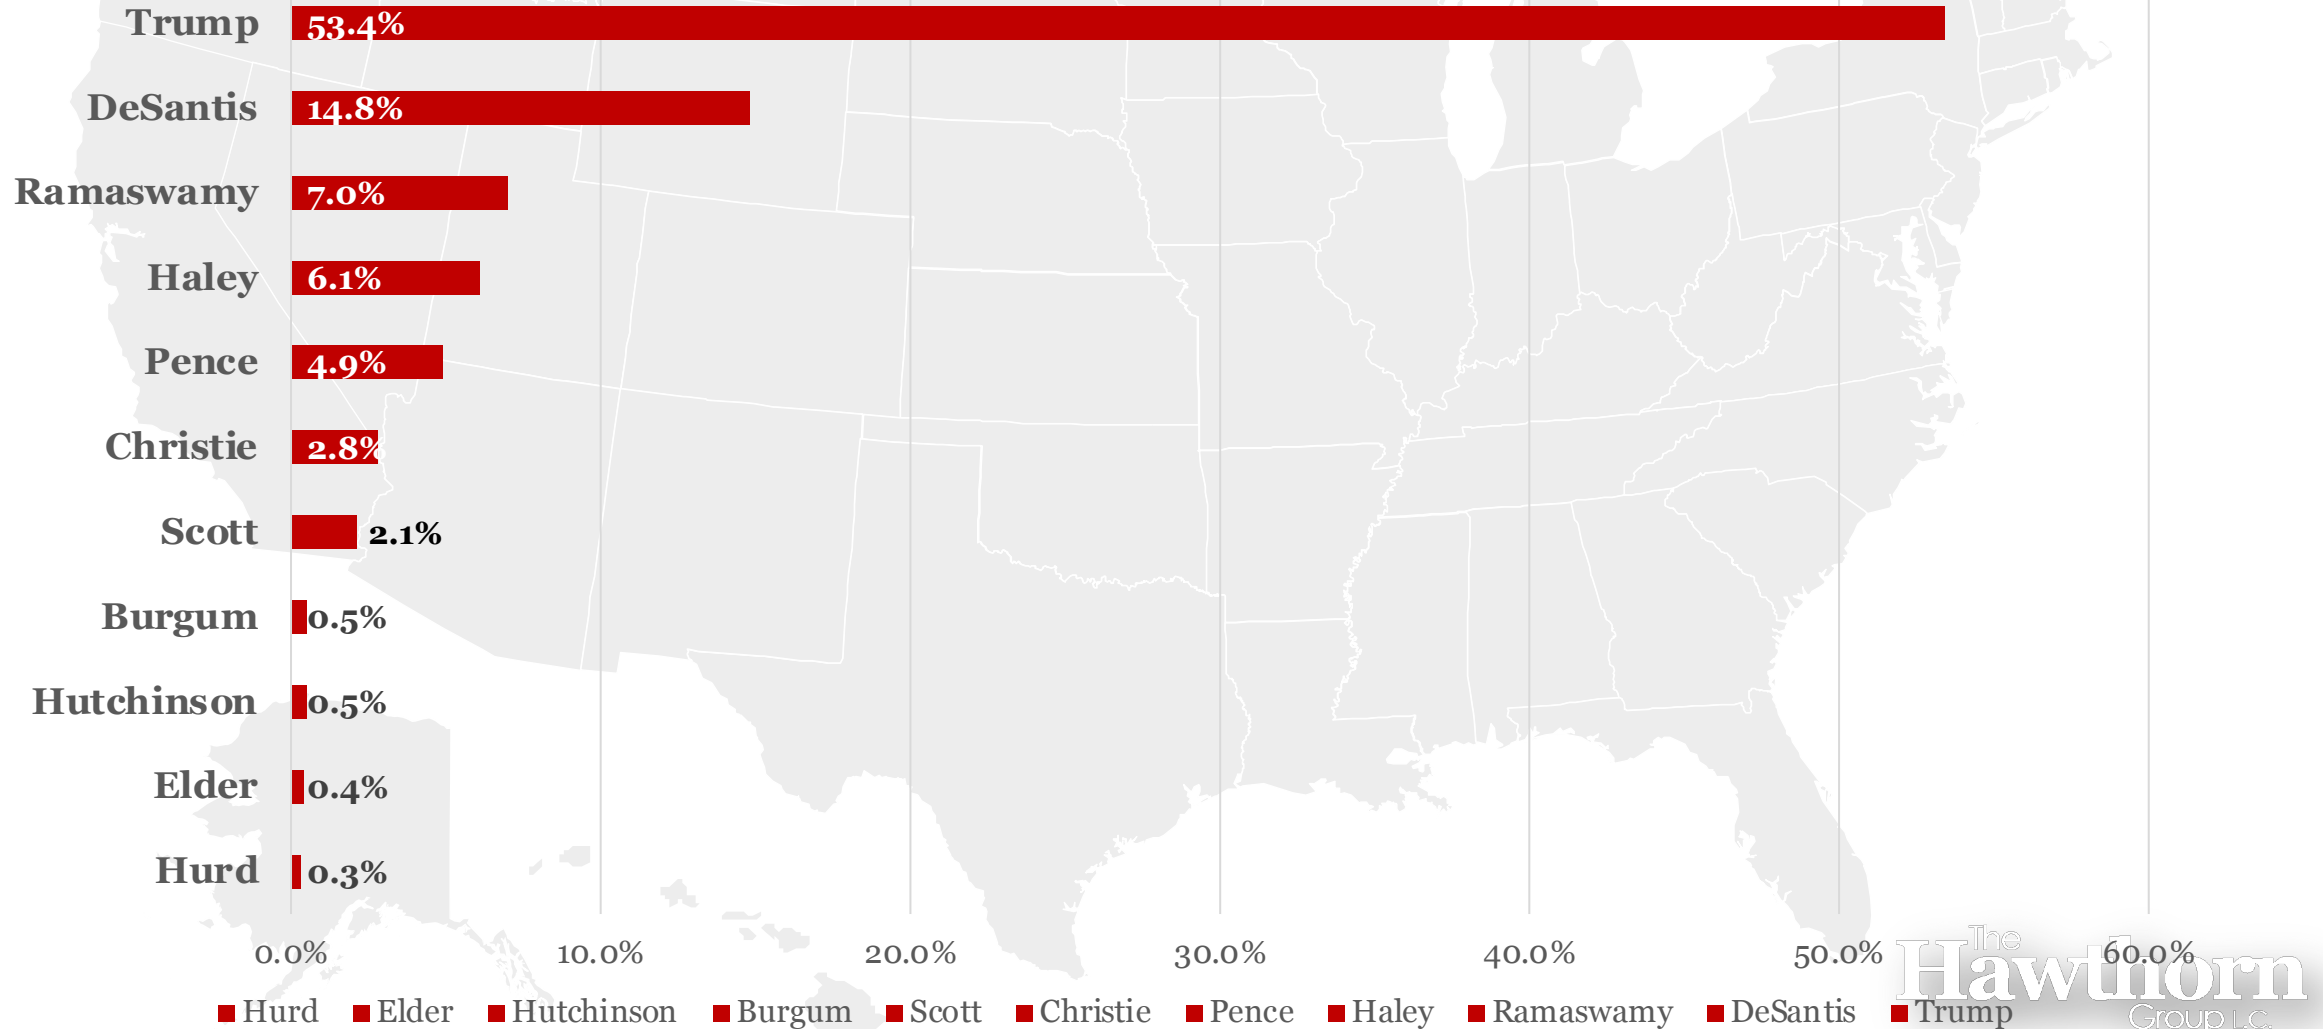 Trump 53.4%
DeSantis 14.8%
Ramaswamy 7.0%
Haley 6.1%
Pence 4.9%
Christie 2.8%
Scott 2.1%
Burgum 0.5%
Hutchinson 0.5%
Elder 0.4%
Hurd 0.3%
0.0% 10.0% 20.0% 30.0% 40.0% 50.0% 60.0%
Hurd Elder Hutchinson Burgum Scott Christie Pence Haley Ramaswamy DeSantis Trump
The
Hawthorn
Group L.C.